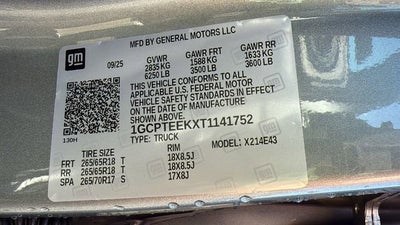 MFD BY GENERAL MOTORS LLC
gm
09/25 GVWR GAWR FRT GAWR RR
2835 KG 1588 KG 1633 KG
6250 LB 3500 LB 3600 LB
THIS VEHICLE CONFORMS TO ALL
APPLICABLE U.S. FEDERAL MOTOR
VEHICLE SAFETY STANDARDS IN EFFECT
ON THE DATE OF MANUFACTURE
SHOWN ABOVE.
1GCPTEEKXT1141752
130H TYPE: TRUCK MODEL: X214E43
TIRE SIZE RIM
FRT 265/65R18 T 18X8.5J
RR 265/65R18 T 18X8.5J
SPA 265/70R17 S 17X8J